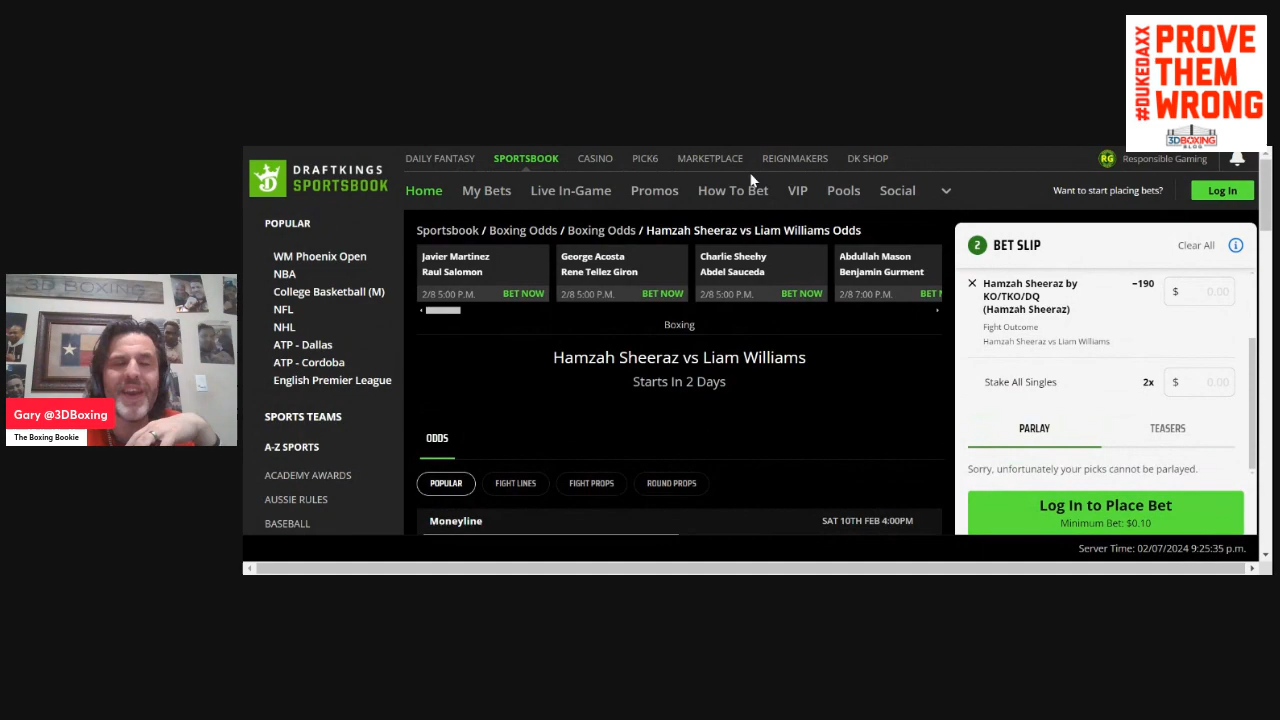 #DUKEDAXX
PROVE
THEM
WRONG
3DBOXING
BLOG
DRAFTKINGS
SPORTSBOOK
DAILY FANTASY
SPORTSBOOK
CASINO
PICK6
MARKETPLACE
REIGNMAKERS
DK SHOP
RG
Responsible Gaming
Home
My Bets
Live In-Game
Promos
How To Bet
VIP
Pools
Social
Want to start placing bets?
Log In
POPULAR
WM Phoenix Open
NBA
College Basketball (M)
NFL
NHL
ATP - Dallas
ATP - Cordoba
English Premier League
SPORTS TEAMS
A-Z SPORTS
ACADEMY AWARDS
AUSSIE RULES
BASEBALL
Sportsbook / Boxing Odds / Boxing Odds / Hamzah Sheeraz vs Liam Williams Odds
Javier Martinez
Raul Salomon
2/8 5:00 P.M.
BET NOW
George Acosta
Rene Tellez Giron
2/8 5:00 P.M.
BET NOW
Charlie Sheehy
Abdel Sauceda
2/8 5:00 P.M.
BET NOW
Abdullah Mason
Benjamin Gurment
2/8 7:00 P.M.
BET N
Boxing
Hamzah Sheeraz vs Liam Williams
Starts In 2 Days
ODDS
POPULAR
FIGHT LINES
FIGHT PROPS
ROUND PROPS
Moneyline
SAT 10TH FEB 4:00PM
2
BET SLIP
Clear All
Hamzah Sheeraz by
KO/TKO/DQ
(Hamzah Sheeraz)
−190
$ 0.00
Fight Outcome
Hamzah Sheeraz vs Liam Williams
Stake All Singles
2x
$ 0.00
PARLAY
TEASERS
Sorry, unfortunately your picks cannot be parlayed.
Log In to Place Bet
Minimum Bet: $0.10
Server Time: 02/07/2024 9:25:35 p.m.
3D BOXING
Gary @3DBoxing
The Boxing Bookie